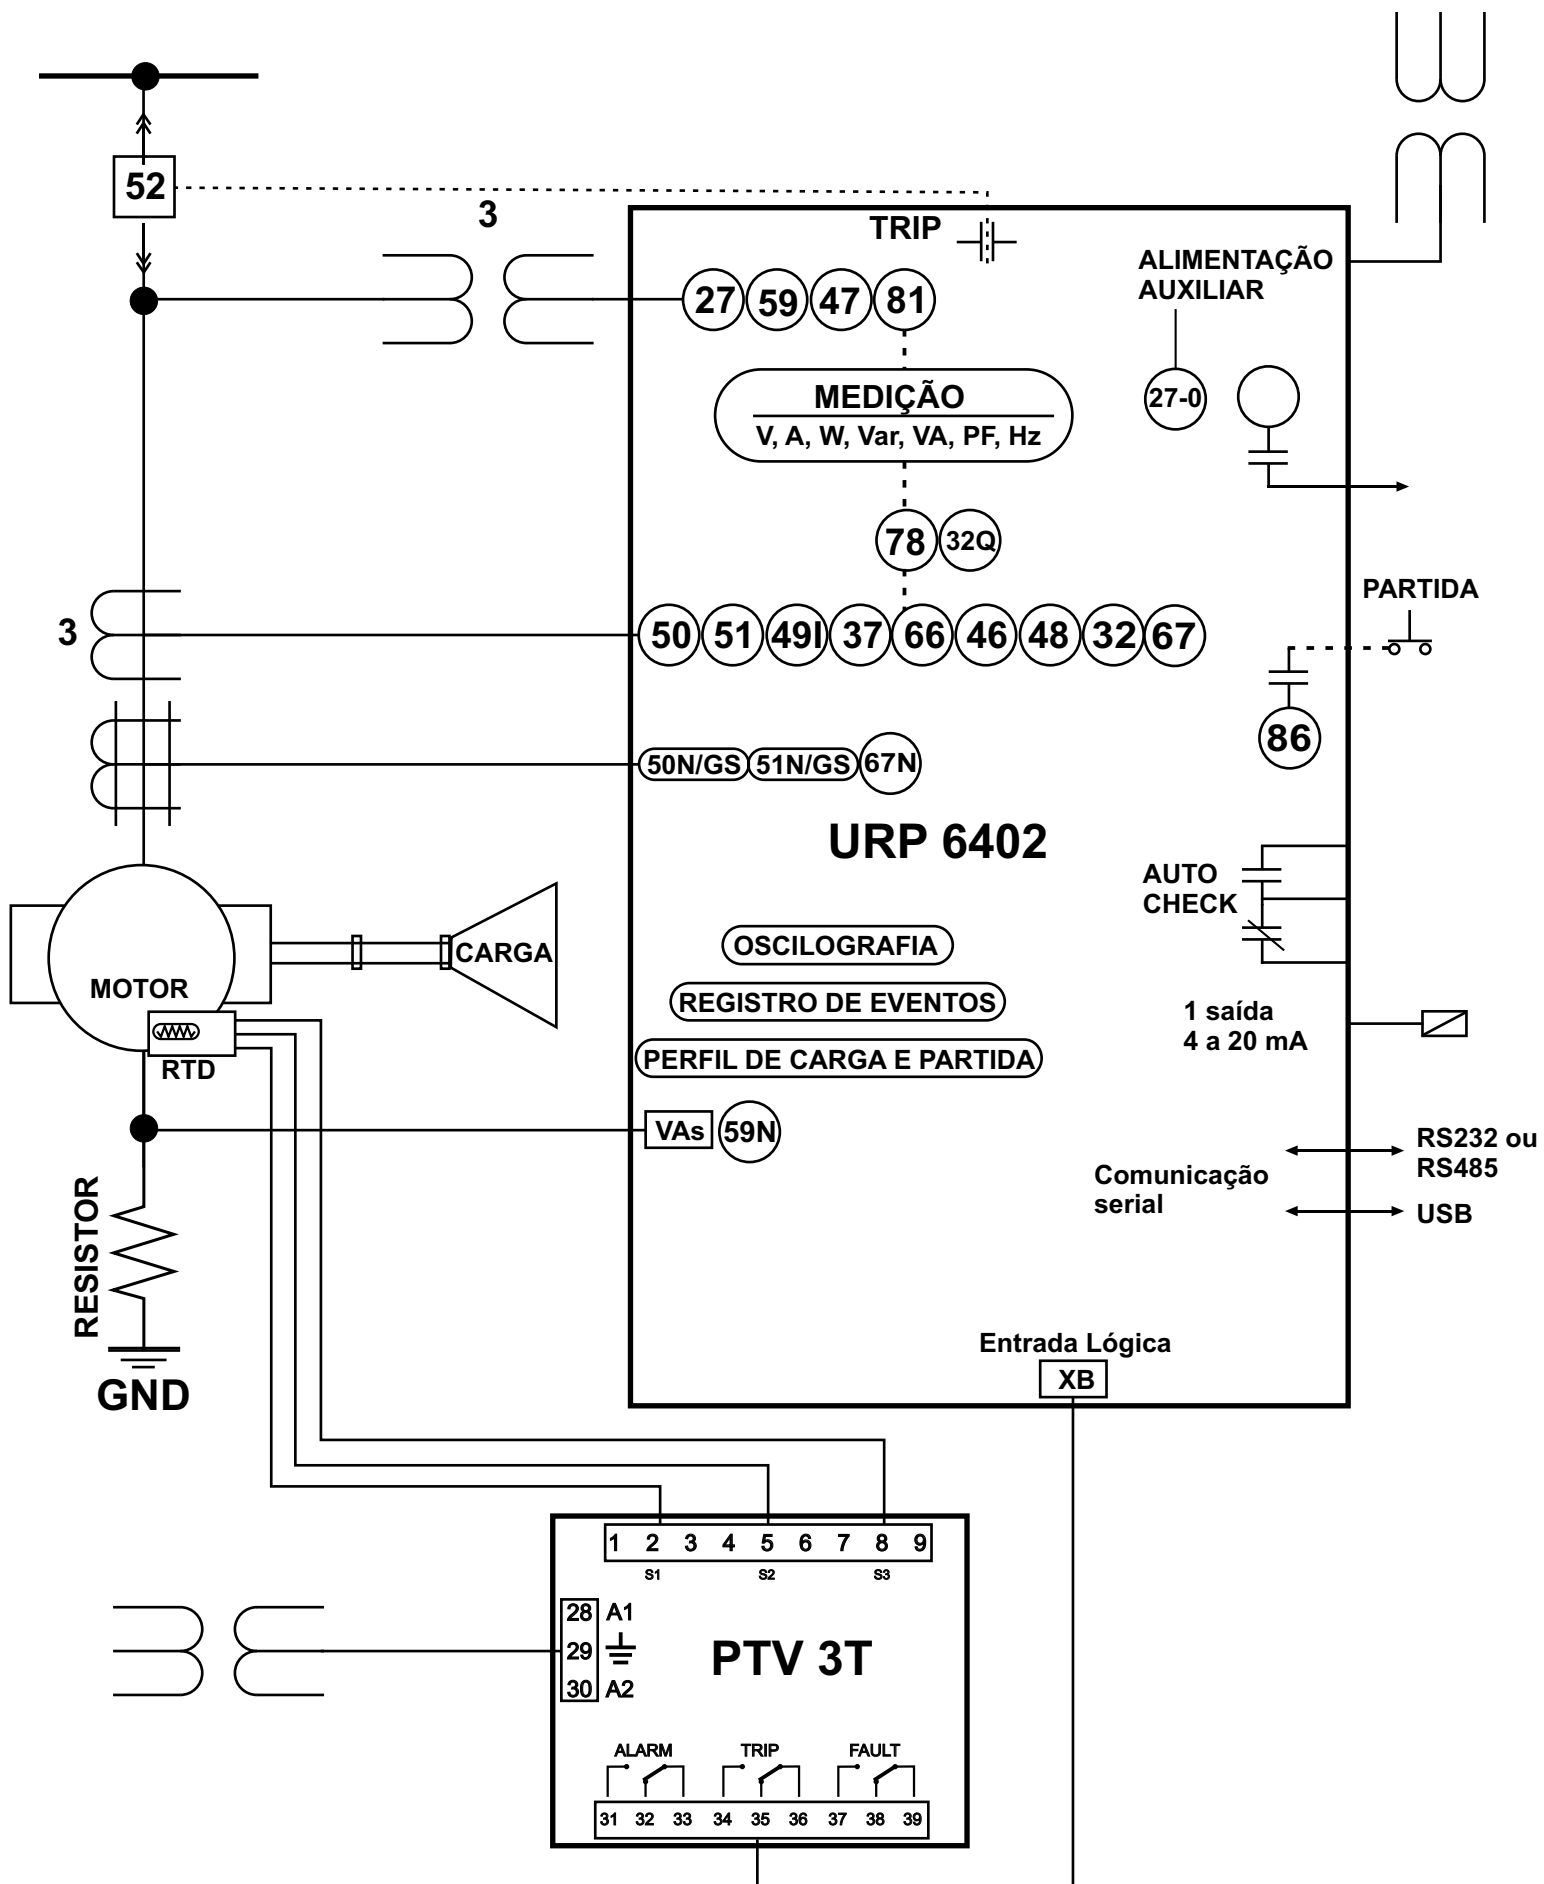 52
3
TRIP
ALIMENTAÇÃO
AUXILIAR
27 59 47 81
27-0
MEDIÇÃO
V, A, W, Var, VA, PF, Hz
78 32Q
PARTIDA
3
50 51 49I 37 66 46 48 32 67
86
50N/GS 51N/GS 67N
URP 6402
AUTO
CHECK
CARGA
OSCILOGRAFIA
MOTOR
REGISTRO DE EVENTOS
1 saída
4 a 20 mA
PERFIL DE CARGA E PARTIDA
RTD
VAs 59N
RS232 ou
RS485
Comunicação
serial
USB
RESISTOR
Entrada Lógica
XB
GND
1 2 3 4 5 6 7 8 9
S1 S2 S3
28 A1
29
30 A2
PTV 3T
ALARM TRIP FAULT
31 32 33 34 35 36 37 38 39